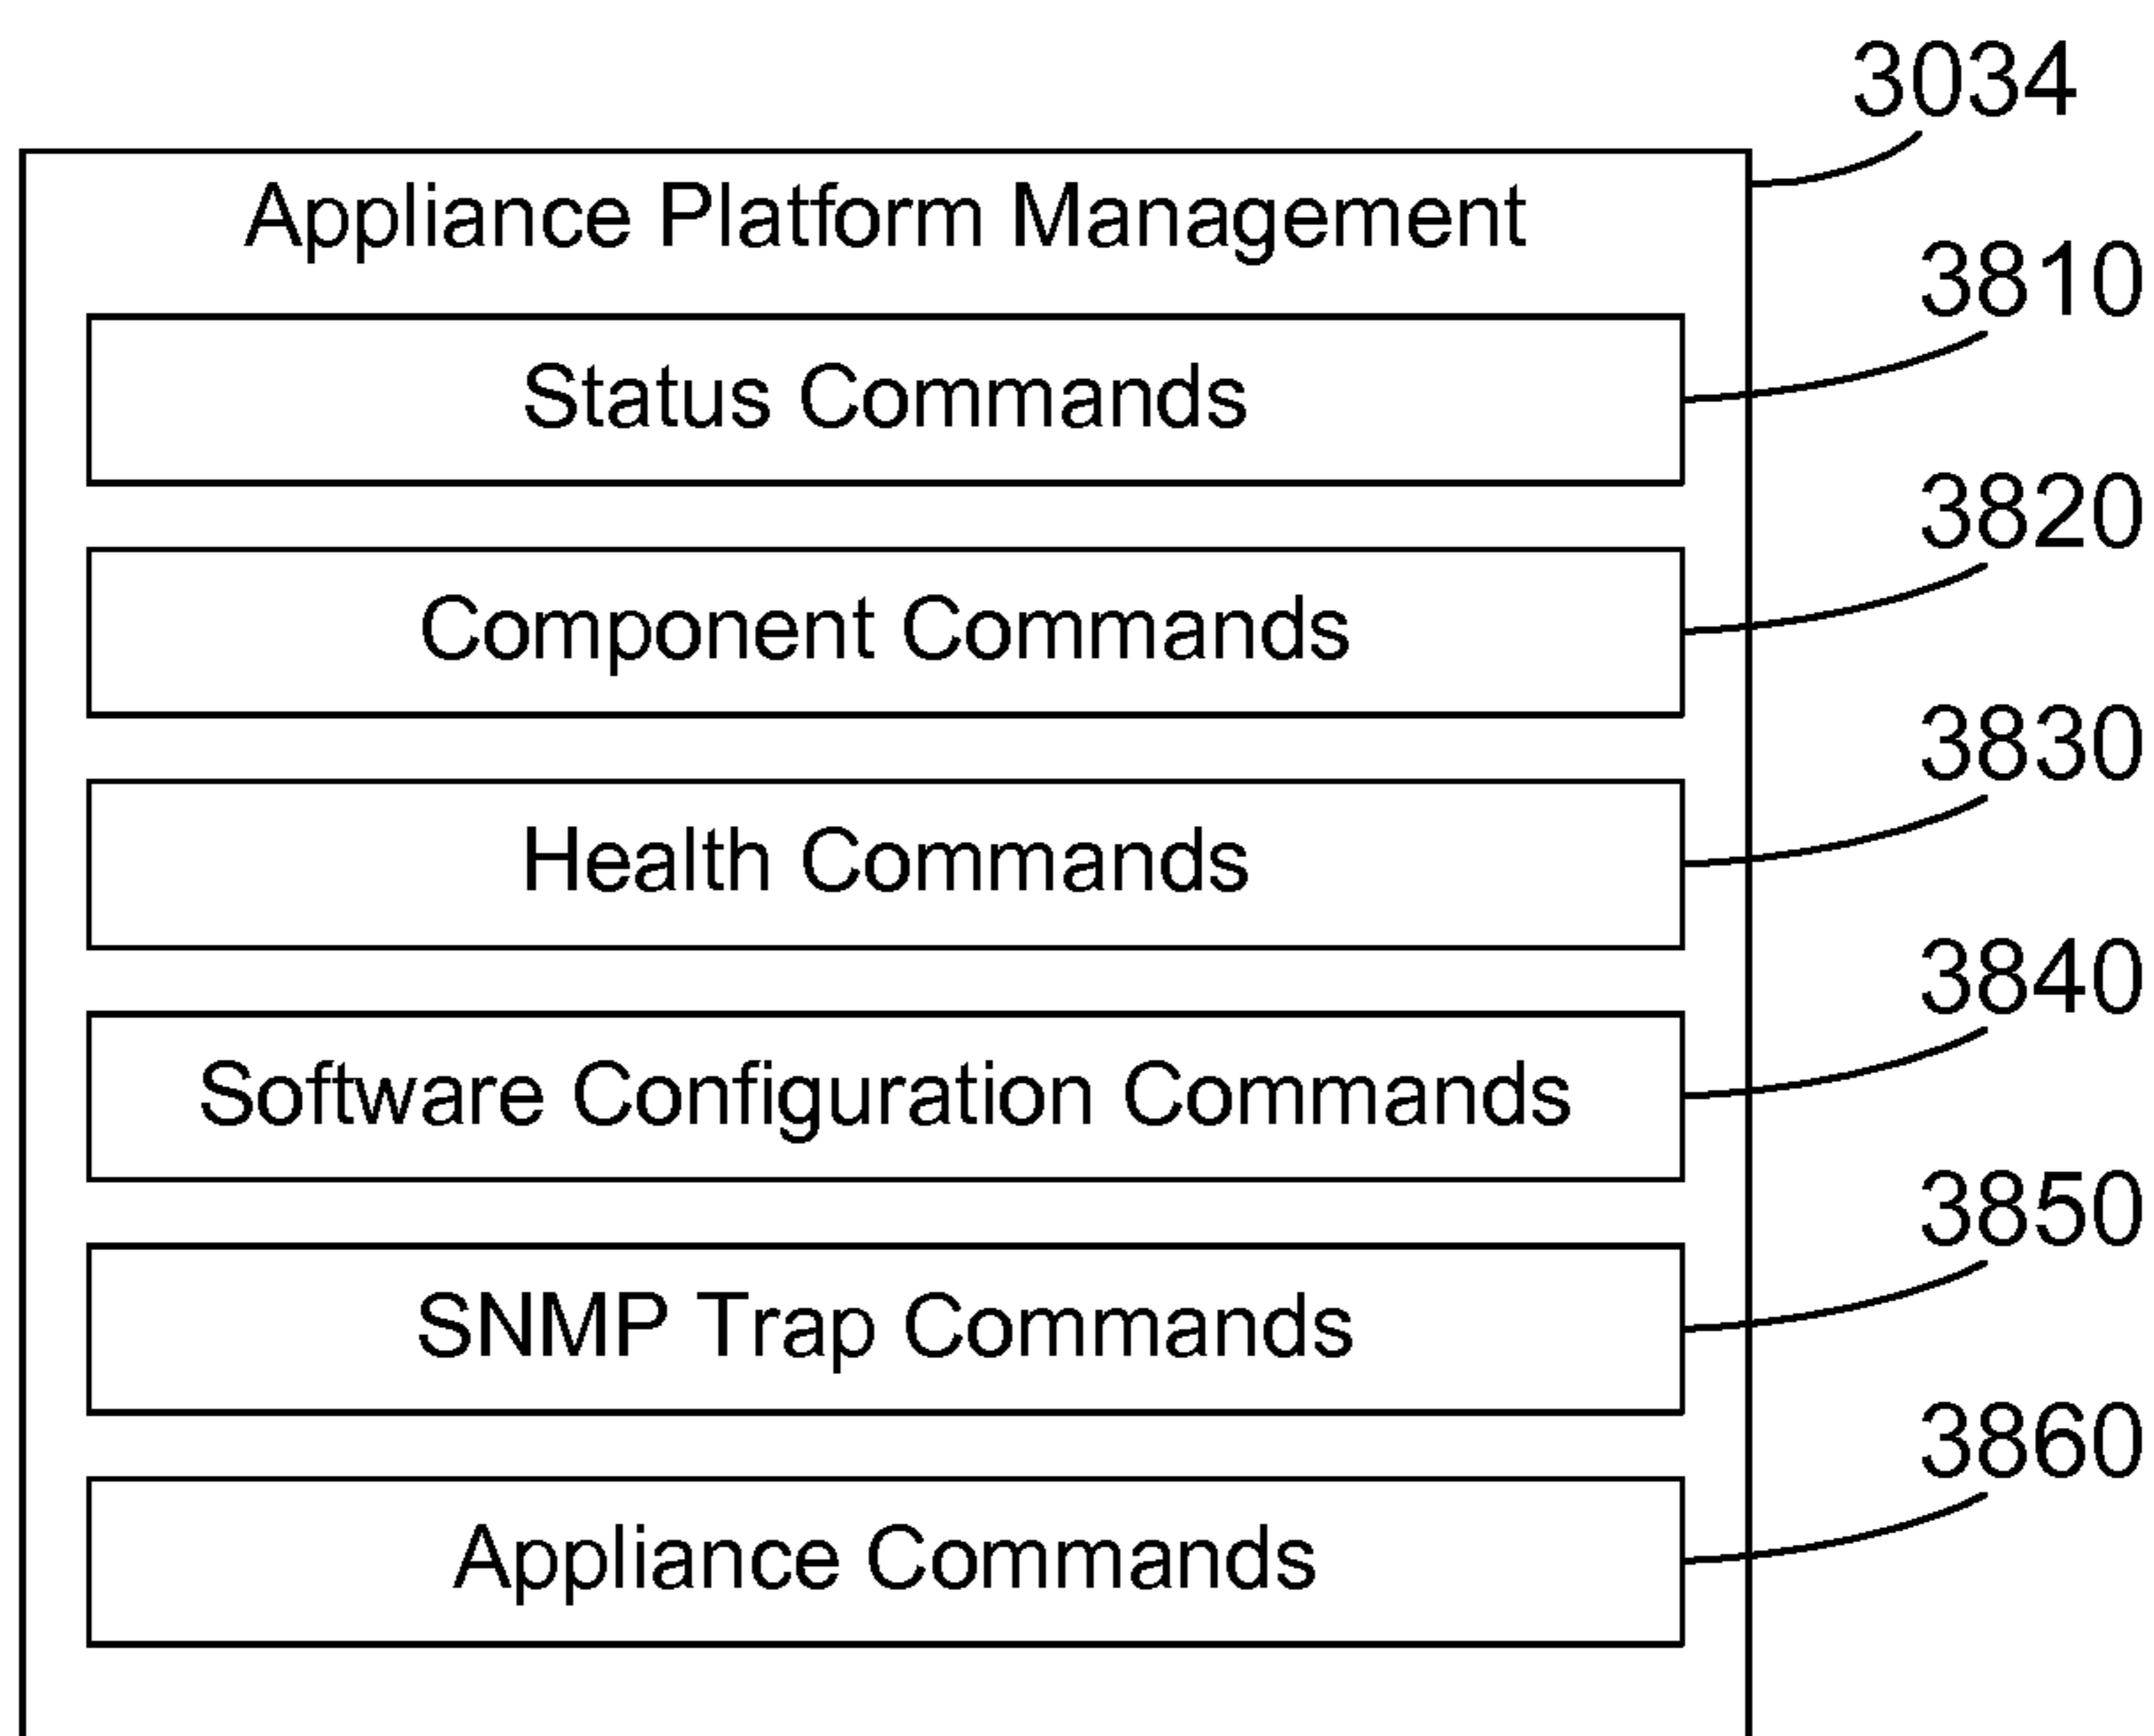 3034
Appliance Platform Management
3810
Status Commands
3820
Component Commands
3830
Health Commands
3840
Software Configuration Commands
3850
SNMP Trap Commands
3860
Appliance Commands